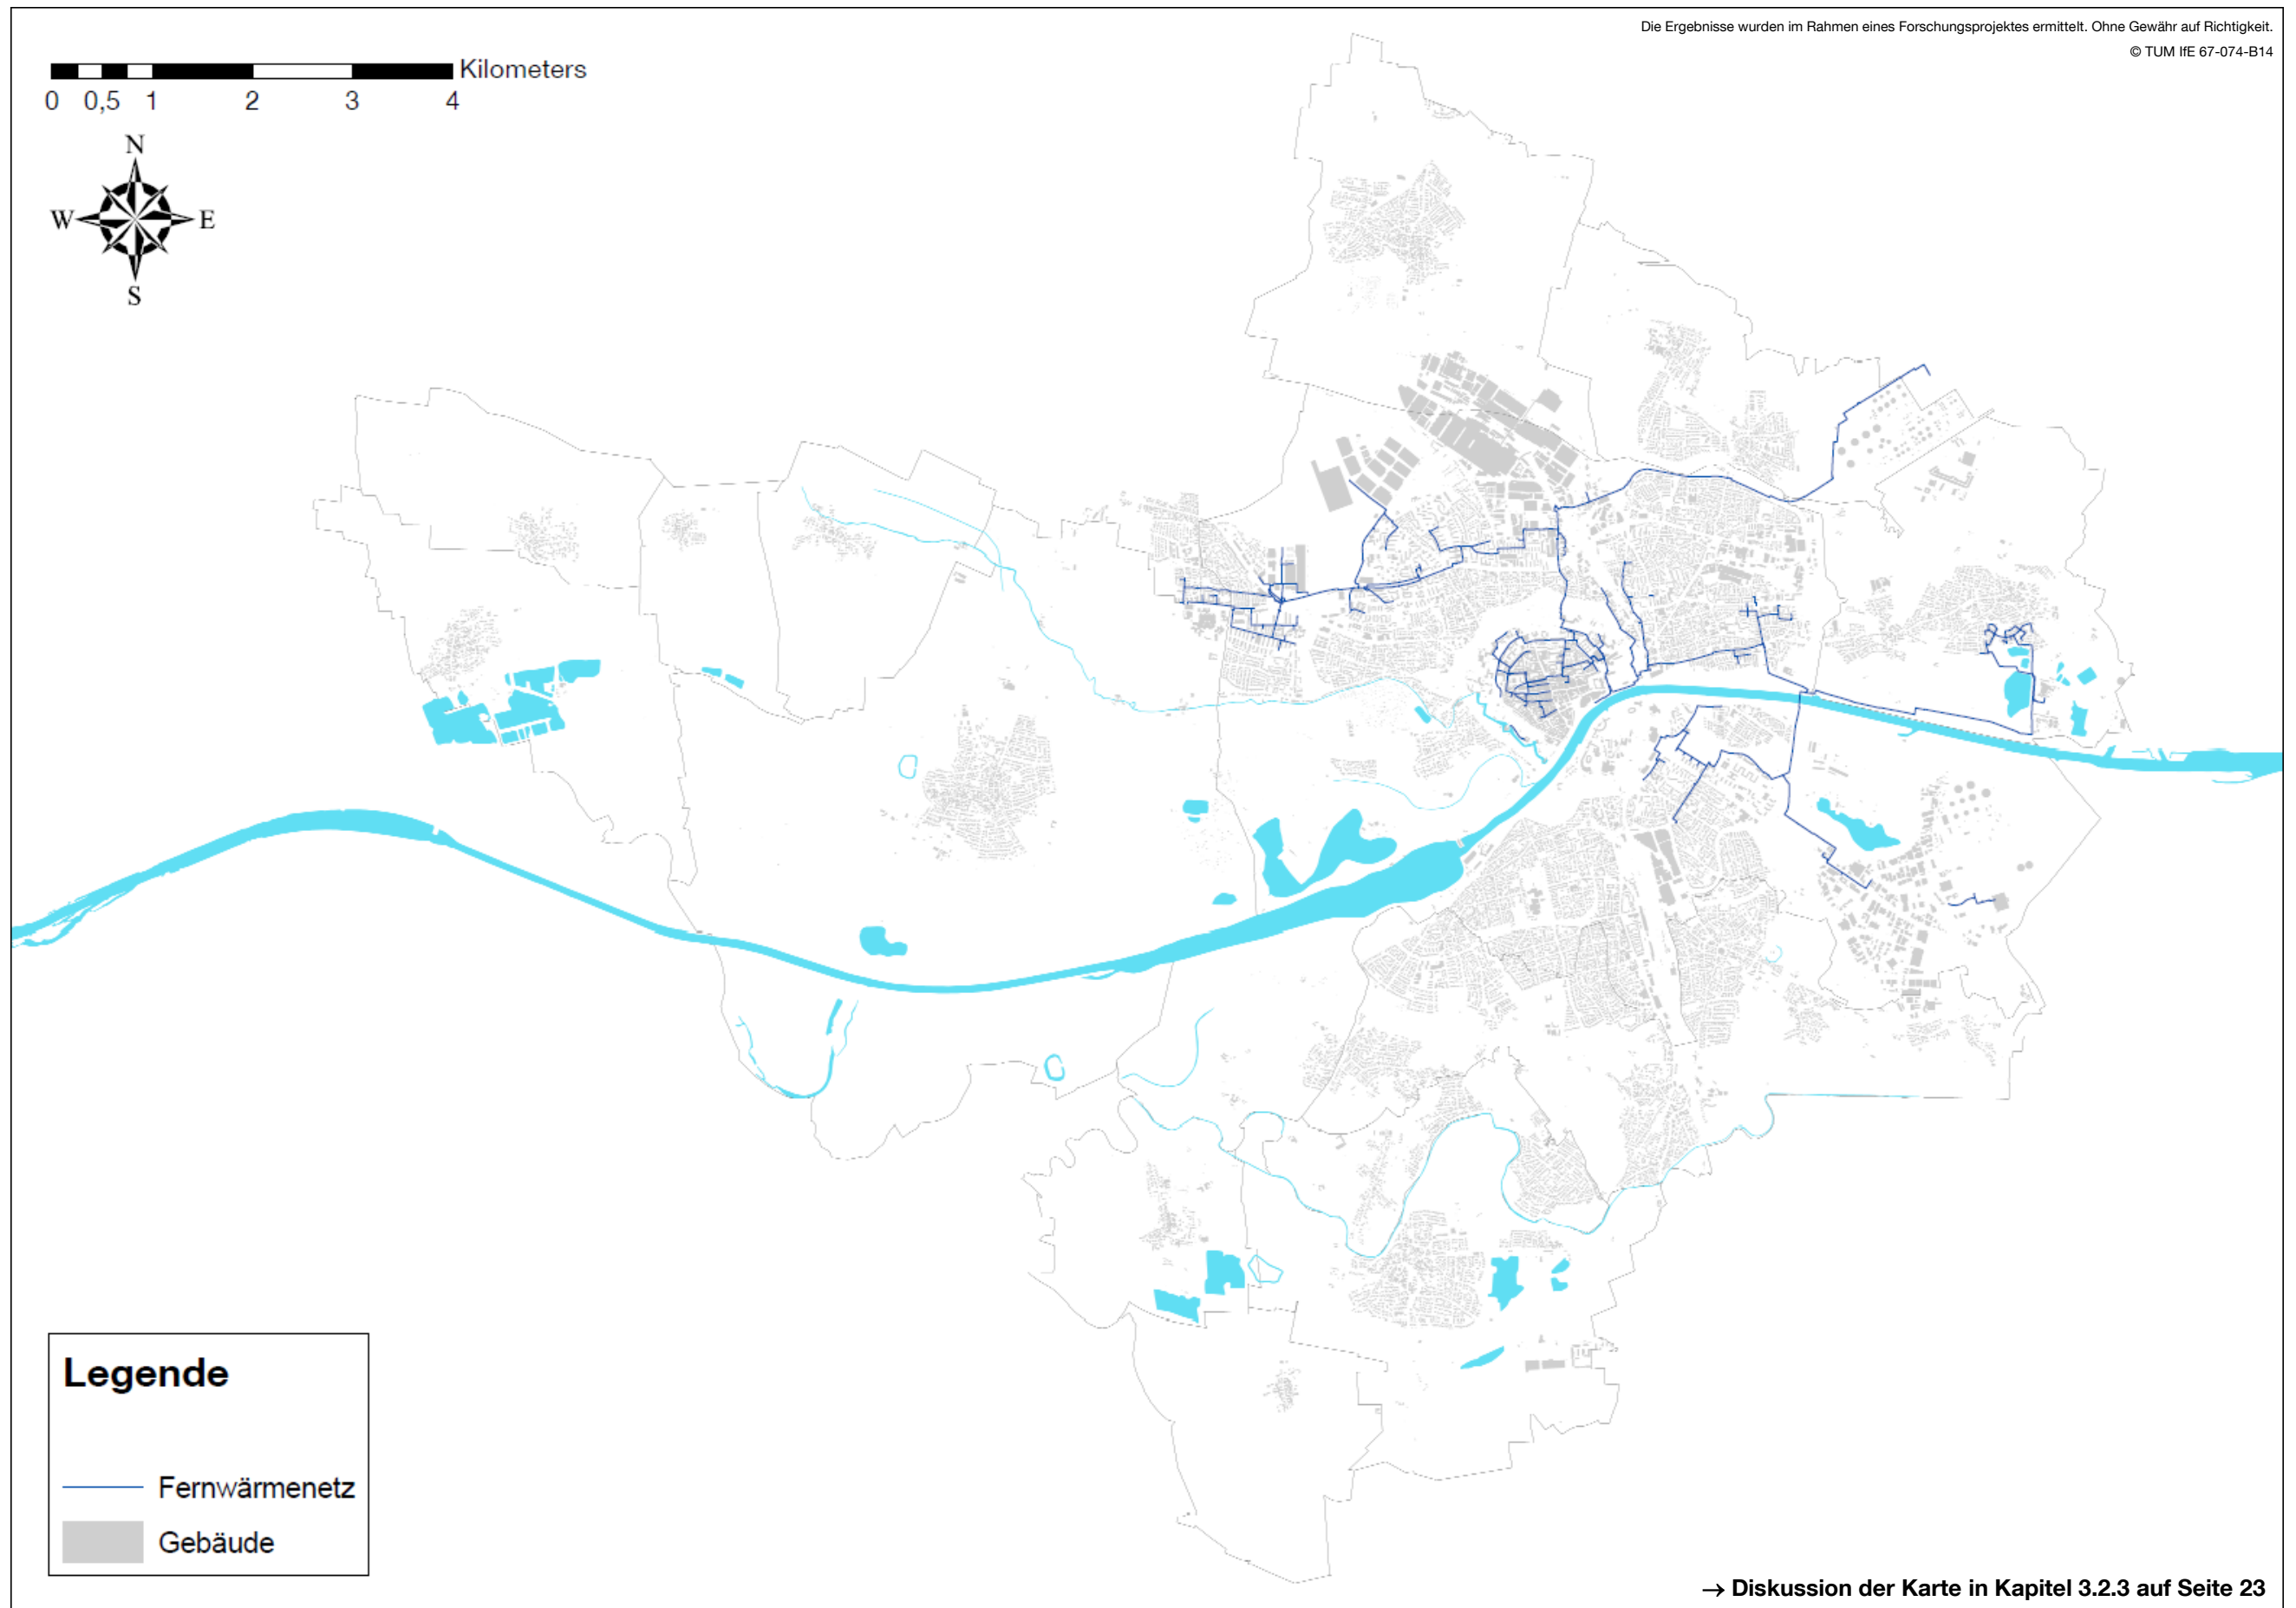 Die Ergebnisse wurden im Rahmen eines Forschungsprojektes ermittelt. Ohne Gewähr auf Richtigkeit.
© TUM IfE 67-074-B14
Kilometers
0 0,5 1 2 3 4
N
W E
S
Legende
Fernwärmenetz
Gebäude
→ Diskussion der Karte in Kapitel 3.2.3 auf Seite 23